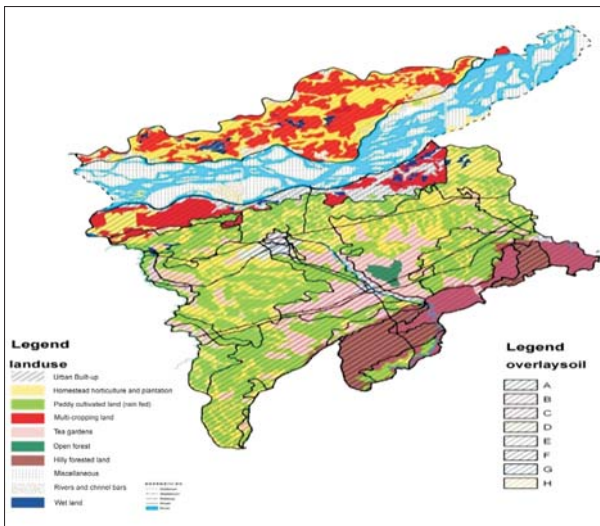 Legend
landuse
Urban Built-up
Homestead horticulture and plantation
Paddy cultivated land (rain fed)
Multi-cropping land
Tea gardens
Open forest
Hilly forested land
Miscellaneous
Rivers and chnnel bars
Wet land
Legend
overlaysoil
A
B
C
D
E
F
G
H